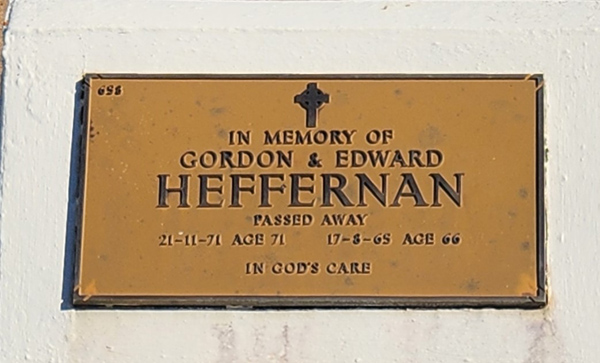 698
IN MEMORY OF
GORDON & EDWARD
HEFFERNAN
PASSED AWAY
21-11-71 AGE 71 17-8-65 AGE 66
IN GOD'S CARE